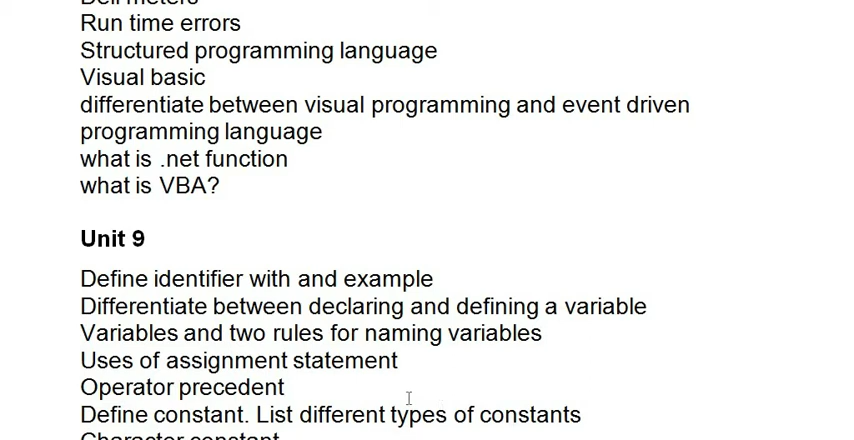 Run time errors
Structured programming language
Visual basic
differentiate between visual programming and event driven
programming language
what is .net function
what is VBA?
Unit 9
Define identifier with and example
Differentiate between declaring and defining a variable
Variables and two rules for naming variables
Uses of assignment statement
Operator precedent
Define constant. List different types of constants
Character constant